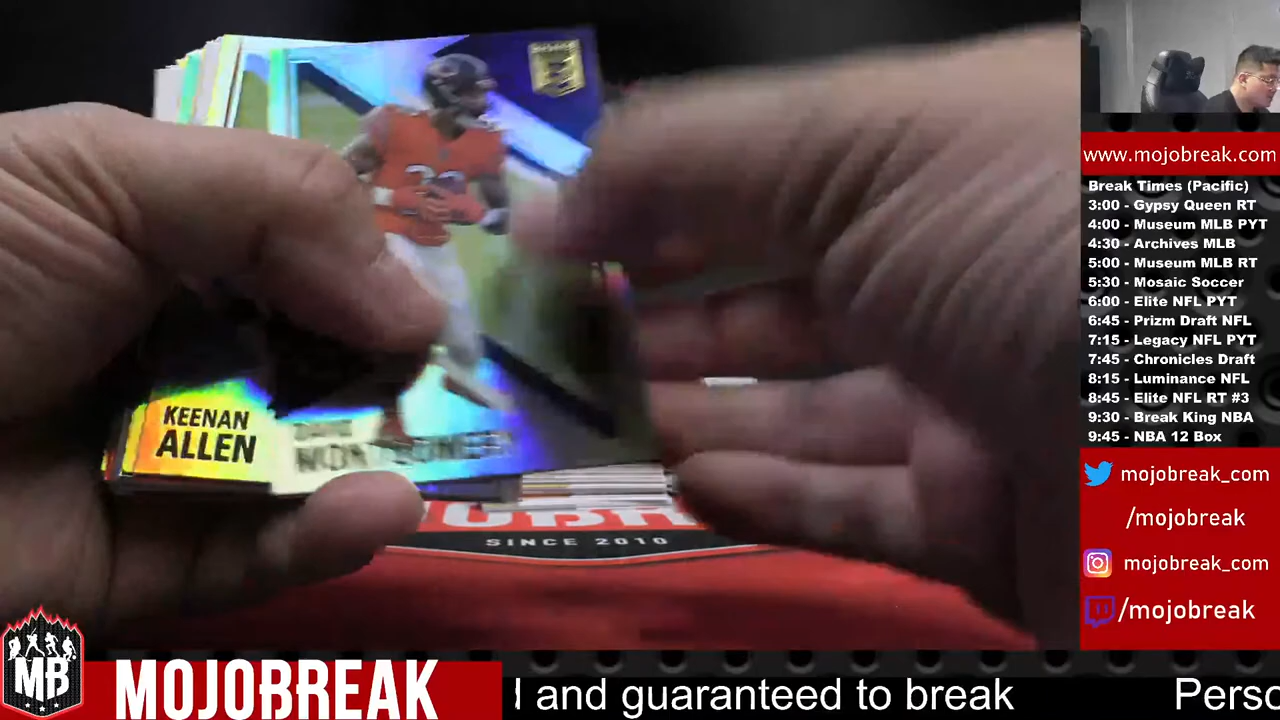 KEENAN
ALLEN
DAVID
MONTGOMERY
SINCE 2010
www.mojobreak.com
Break Times (Pacific)
3:00 - Gypsy Queen RT
4:00 - Museum MLB PYT
4:30 - Archives MLB
5:00 - Museum MLB RT
5:30 - Mosaic Soccer
6:00 - Elite NFL PYT
6:45 - Prizm Draft NFL
7:15 - Legacy NFL PYT
7:45 - Chronicles Draft
8:15 - Luminance NFL
8:45 - Elite NFL RT #3
9:30 - Break King NBA
9:45 - NBA 12 Box
mojobreak_com
/mojobreak
mojobreak_com
/mojobreak
MB
MOJOBREAK
and guaranteed to break
Perso